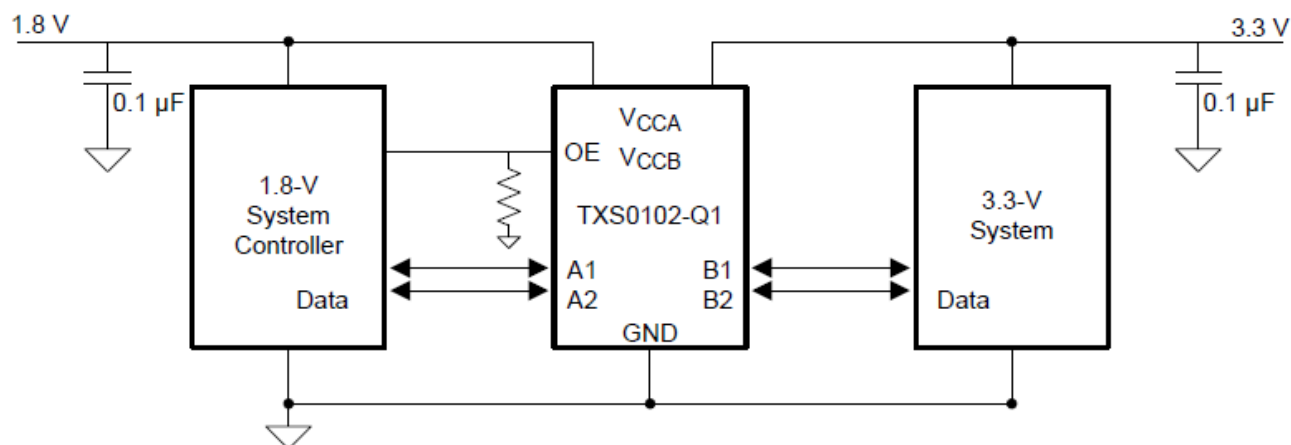 1.8 V
3.3 V
0.1 µF
0.1 µF
VCCA
OE
VCCB
1.8-V
System
Controller
TXS0102-Q1
3.3-V
System
A1
B1
Data
A2
B2
Data
GND